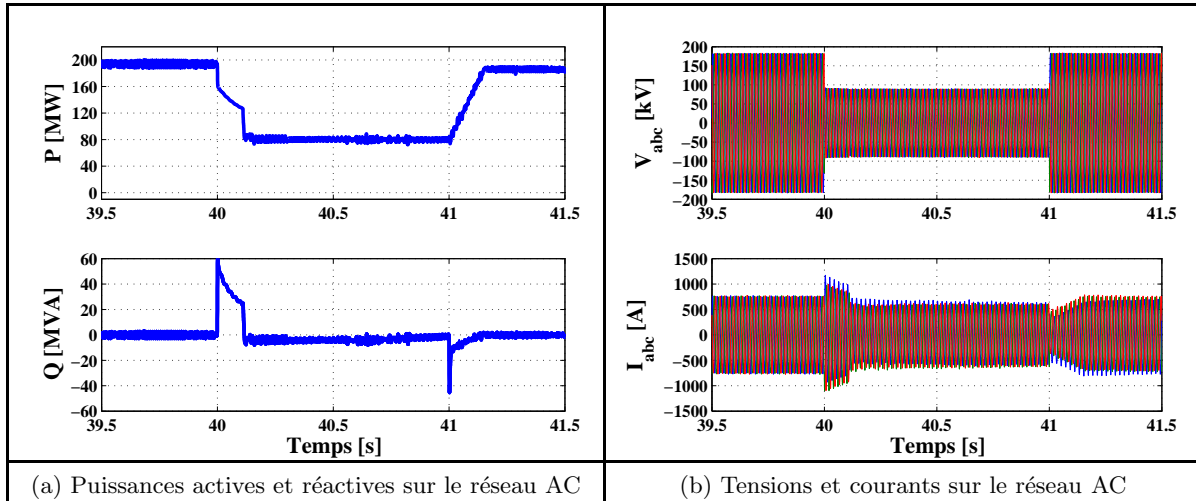 200
160
120
80
40
0
P [MW]
39.5 40 40.5 41 41.5
60
40
20
0
−20
−40
−60
Q [MVA]
39.5 40 40.5 41 41.5
Temps [s]
(a) Puissances actives et réactives sur le réseau AC
200
150
100
50
0
−50
−100
−150
−200
Vabc [kV]
39.5 40 40.5 41 41.5
1500
1000
500
0
−500
−1000
−1500
Iabc [A]
39.5 40 40.5 41 41.5
Temps [s]
(b) Tensions et courants sur le réseau AC